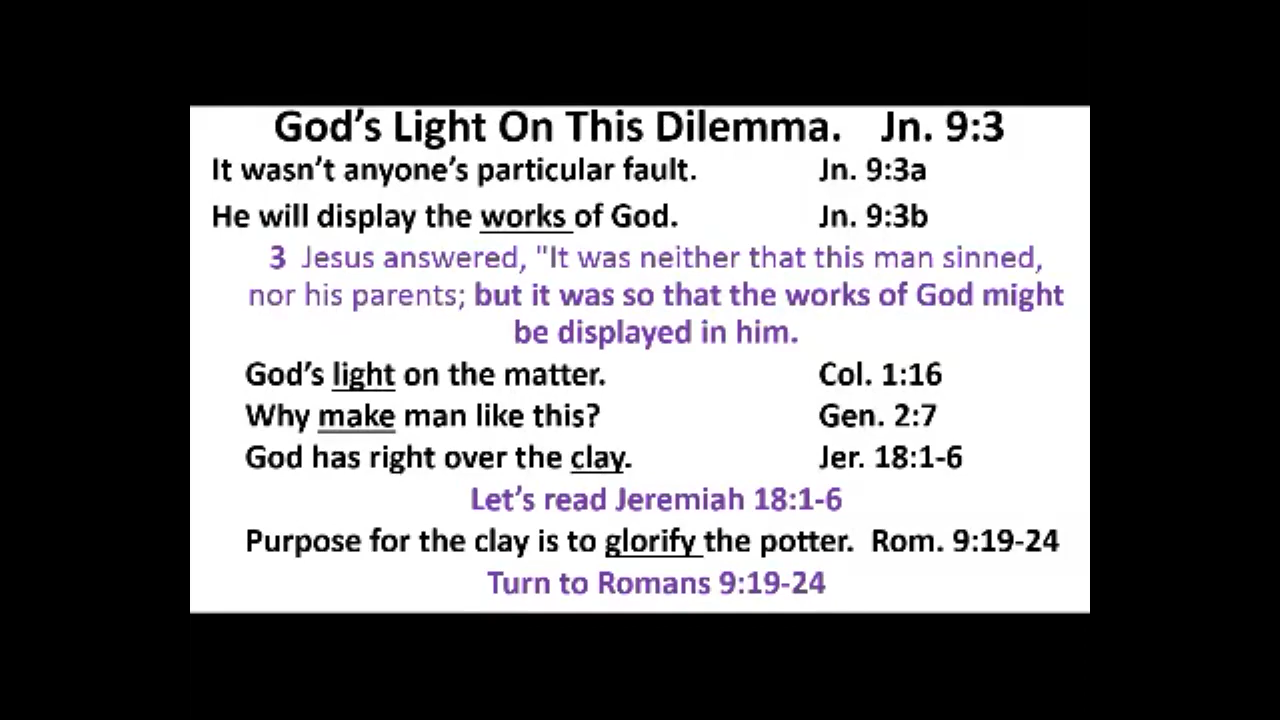 God's Light On This Dilemma. Jn. 9:3
It wasn't anyone's particular fault. Jn. 9:3a
He will display the works of God. Jn. 9:3b
3 Jesus answered, "It was neither that this man sinned,
nor his parents; but it was so that the works of God might
be displayed in him.
God's light on the matter. Col. 1:16
Why make man like this? Gen. 2:7
God has right over the clay. Jer. 18:1-6
Let's read Jeremiah 18:1-6
Purpose for the clay is to glorify the potter. Rom. 9:19-24
Turn to Romans 9:19-24